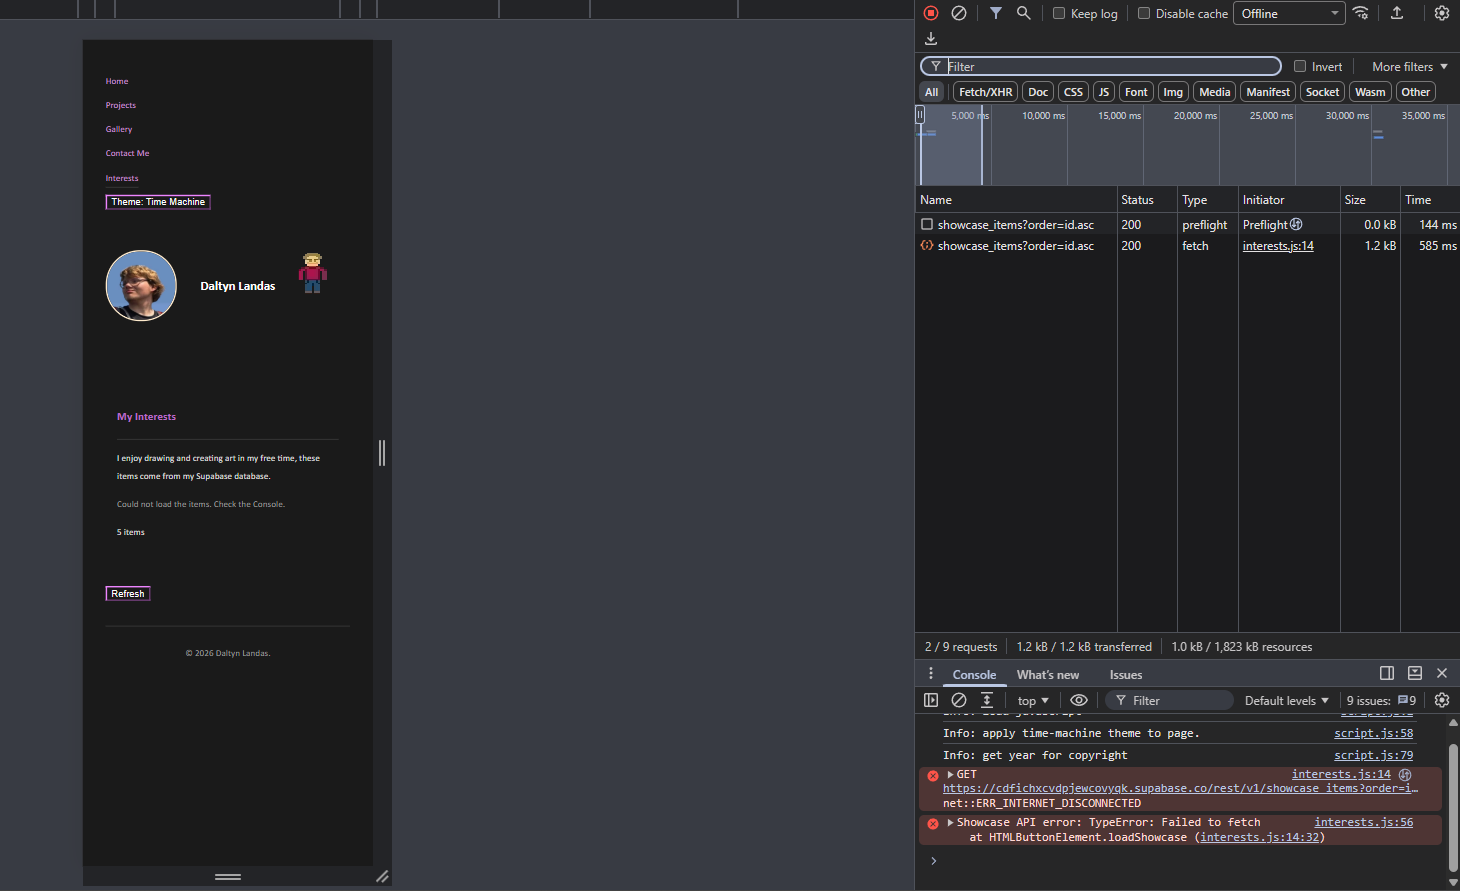 Home
Projects
Gallery
Contact Me
Interests
Theme: Time Machine
Daltyn Landas
My Interests
I enjoy drawing and creating art in my free time, these
items come from my Supabase database.
Could not load the items. Check the Console.
5 items
Refresh
© 2026 Daltyn Landas.
Keep log
Disable cache
Offline
Filter
Invert
More filters
All Fetch/XHR Doc CSS JS Font Img Media Manifest Socket Wasm Other
5,000 ms 10,000 ms 15,000 ms 20,000 ms 25,000 ms 30,000 ms 35,000 ms
Name Status Type Initiator Size Time
showcase_items?order=id.asc 200 preflight Preflight 0.0 kB 144 ms
showcase_items?order=id.asc 200 fetch interests.js:14 1.2 kB 585 ms
2 / 9 requests 1.2 kB / 1.2 kB transferred 1.0 kB / 1,823 kB resources
Console What's new Issues
top Filter Default levels 9 issues: 9
Info: apply time-machine theme to page. script.js:58
Info: get year for copyright script.js:79
GET interests.js:14
https://cdfichxcvdpjewcovyqk.supabase.co/rest/v1/showcase_items?order=i…
net::ERR_INTERNET_DISCONNECTED
Showcase API error: TypeError: Failed to fetch interests.js:56
at HTMLButtonElement.loadShowcase (interests.js:14:32)